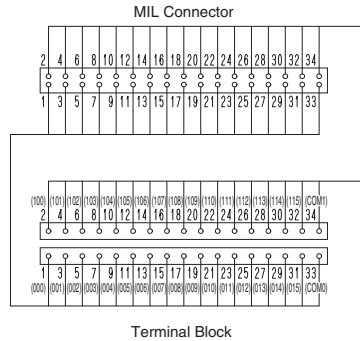 MIL Connector
2 4 6 8 10 12 14 16 18 20 22 24 26 28 30 32 34
1 3 5 7 9 11 13 15 17 19 21 23 25 27 29 31 33
(100) (101) (102) (103) (104) (105) (106) (107) (108) (109) (110) (111) (112) (113) (114) (115) (COM1)
2 4 6 8 10 12 14 16 18 20 22 24 26 28 30 32 34
1 3 5 7 9 11 13 15 17 19 21 23 25 27 29 31 33
(000) (001) (002) (003) (004) (005) (006) (007) (008) (009) (010) (011) (012) (013) (014) (015) (COM0)
Terminal Block